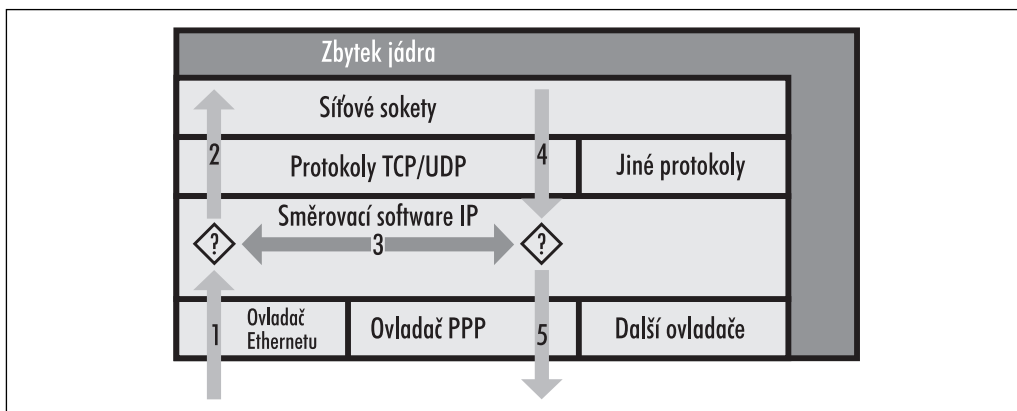 Zbytek jádra
Síťové sokety
2
4
Protokoly TCP/UDP
Jiné protokoly
Směrovací software IP
?
3
?
1
Ovladač
Ethernetu
Ovladač PPP
5
Další ovladače